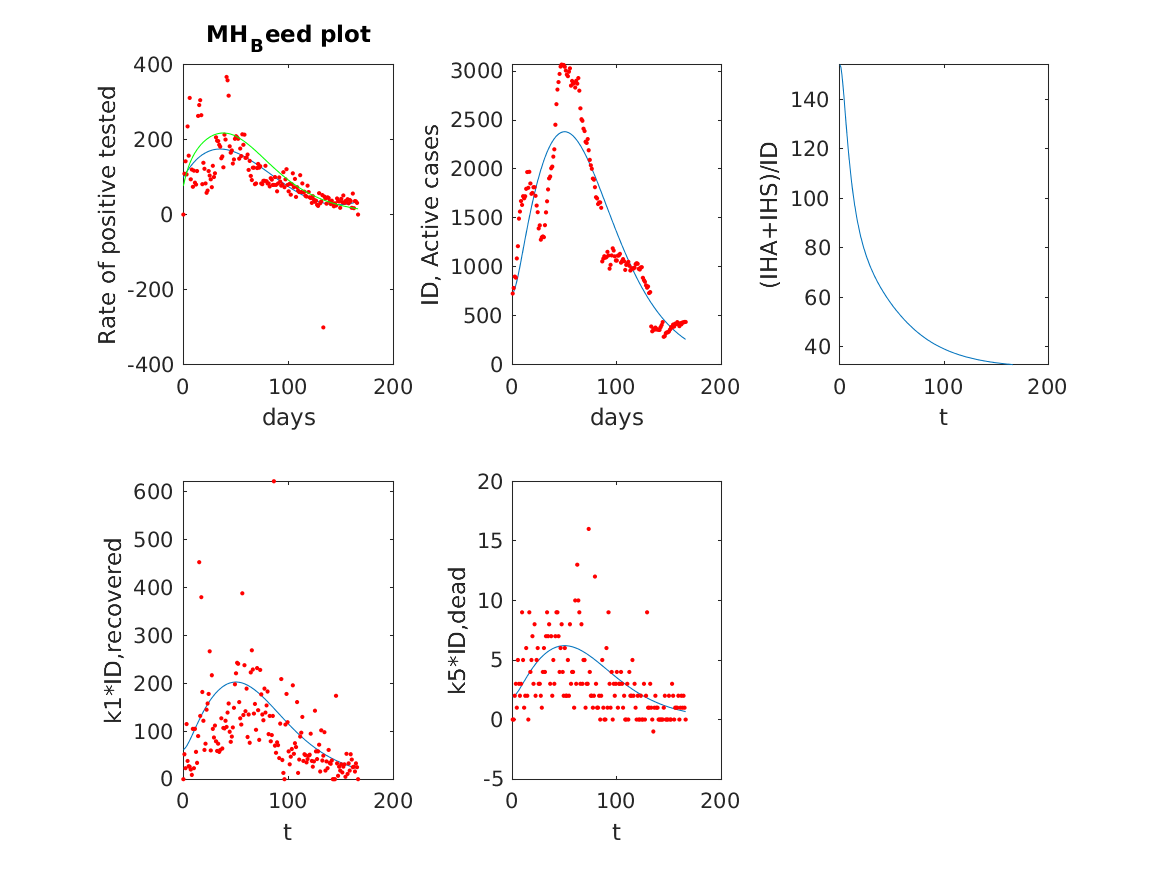 MH_Beed plot
Rate of positive tested
400
200
0
-200
-400
0 100 200
days
ID, Active cases
3000
2500
2000
1500
1000
500
0
0 100 200
days
(IHA+IHS)/ID
140
120
100
80
60
40
0 100 200
t
k1*ID,recovered
600
500
400
300
200
100
0
0 100 200
t
k5*ID,dead
20
15
10
5
0
-5
0 100 200
t